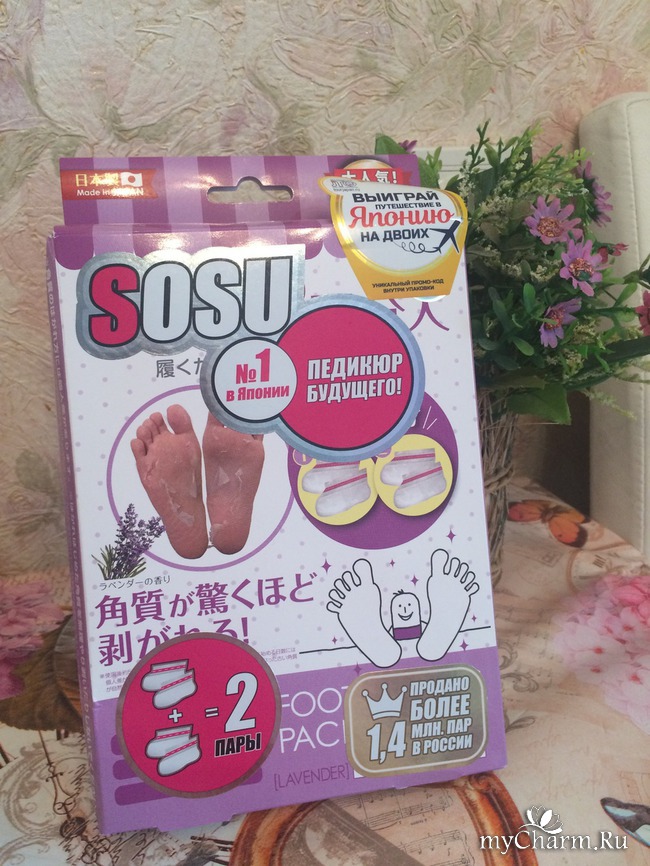 日本製
Made in JAPAN
大人気!
ВЫИГРАЙ
ПУТЕШЕСТВИЕ В
ЯПОНИЮ
НА ДВОИХ
УНИКАЛЬНЫЙ ПРОМО-КОД
ВНУТРИ УПАКОВКИ
SOSU
履くだ
№1
В ЯПОНИИ
ПЕДИКЮР
БУДУЩЕГО!
ラベンダーの香り
角質が驚くほど
剥がれる!
+ = 2
ПАРЫ
FOOT
PACK
[LAVENDER]
ПРОДАНО
БОЛЕЕ
1,4 МЛН. ПАР
В РОССИИ
myCharm.Ru